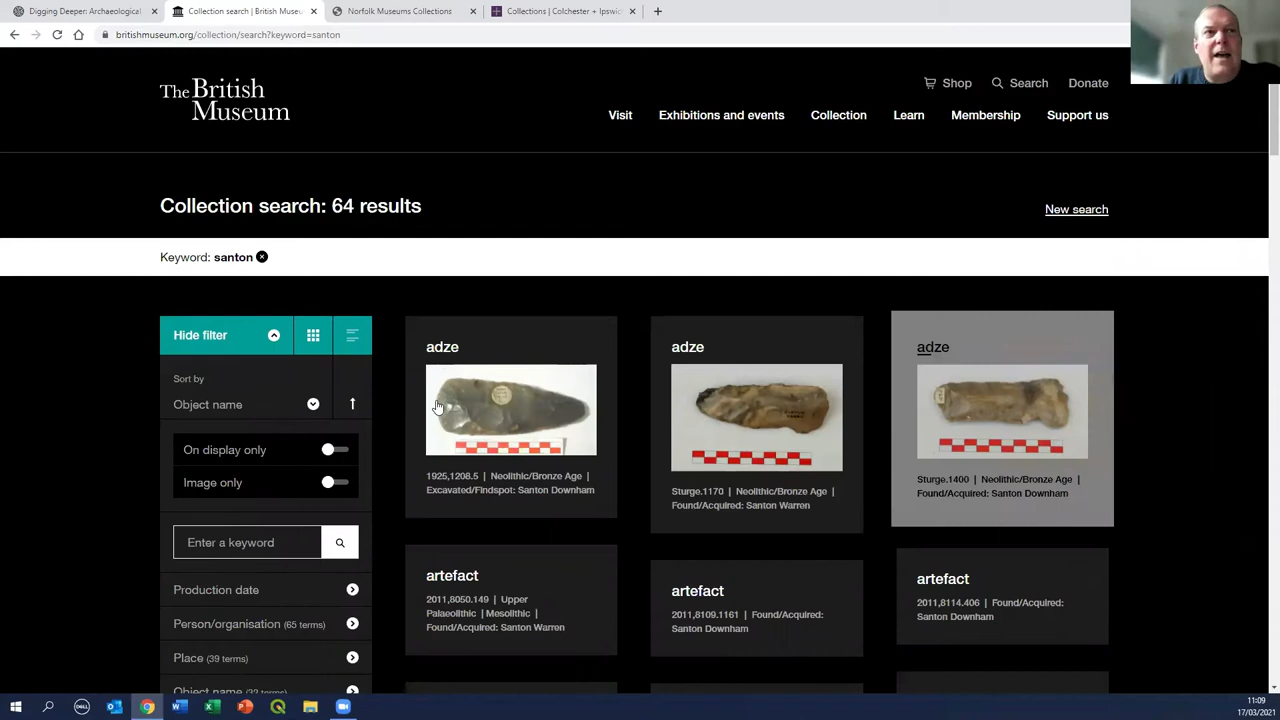 Digging Deeper: Archaeological
Collection search | British Museu
Norfolk Museums Collections
Collections | Colchester + Ipswich
britishmuseum.org/collection/search?keyword=santon
The British
Museum
Shop
Search
Donate
Visit
Exhibitions and events
Collection
Learn
Membership
Support us
Collection search: 64 results
New search
Keyword: santon
Hide filter
Sort by
Object name
On display only
Image only
Enter a keyword
Production date
Person/organisation (65 terms)
Place (39 terms)
Object name (32 terms)
adze
1925,1208.5 | Neolithic/Bronze Age |
Excavated/Findspot: Santon Downham
adze
Sturge.1170 | Neolithic/Bronze Age |
Found/Acquired: Santon Warren
adze
Sturge.1400 | Neolithic/Bronze Age |
Found/Acquired: Santon Downham
artefact
2011,8050.149 | Upper
Palaeolithic | Mesolithic |
Found/Acquired: Santon Warren
artefact
2011,8109.1161 | Found/Acquired:
Santon Downham
artefact
2011,8114.406 | Found/Acquired:
Santon Downham
DELL
11:09
17/03/2021